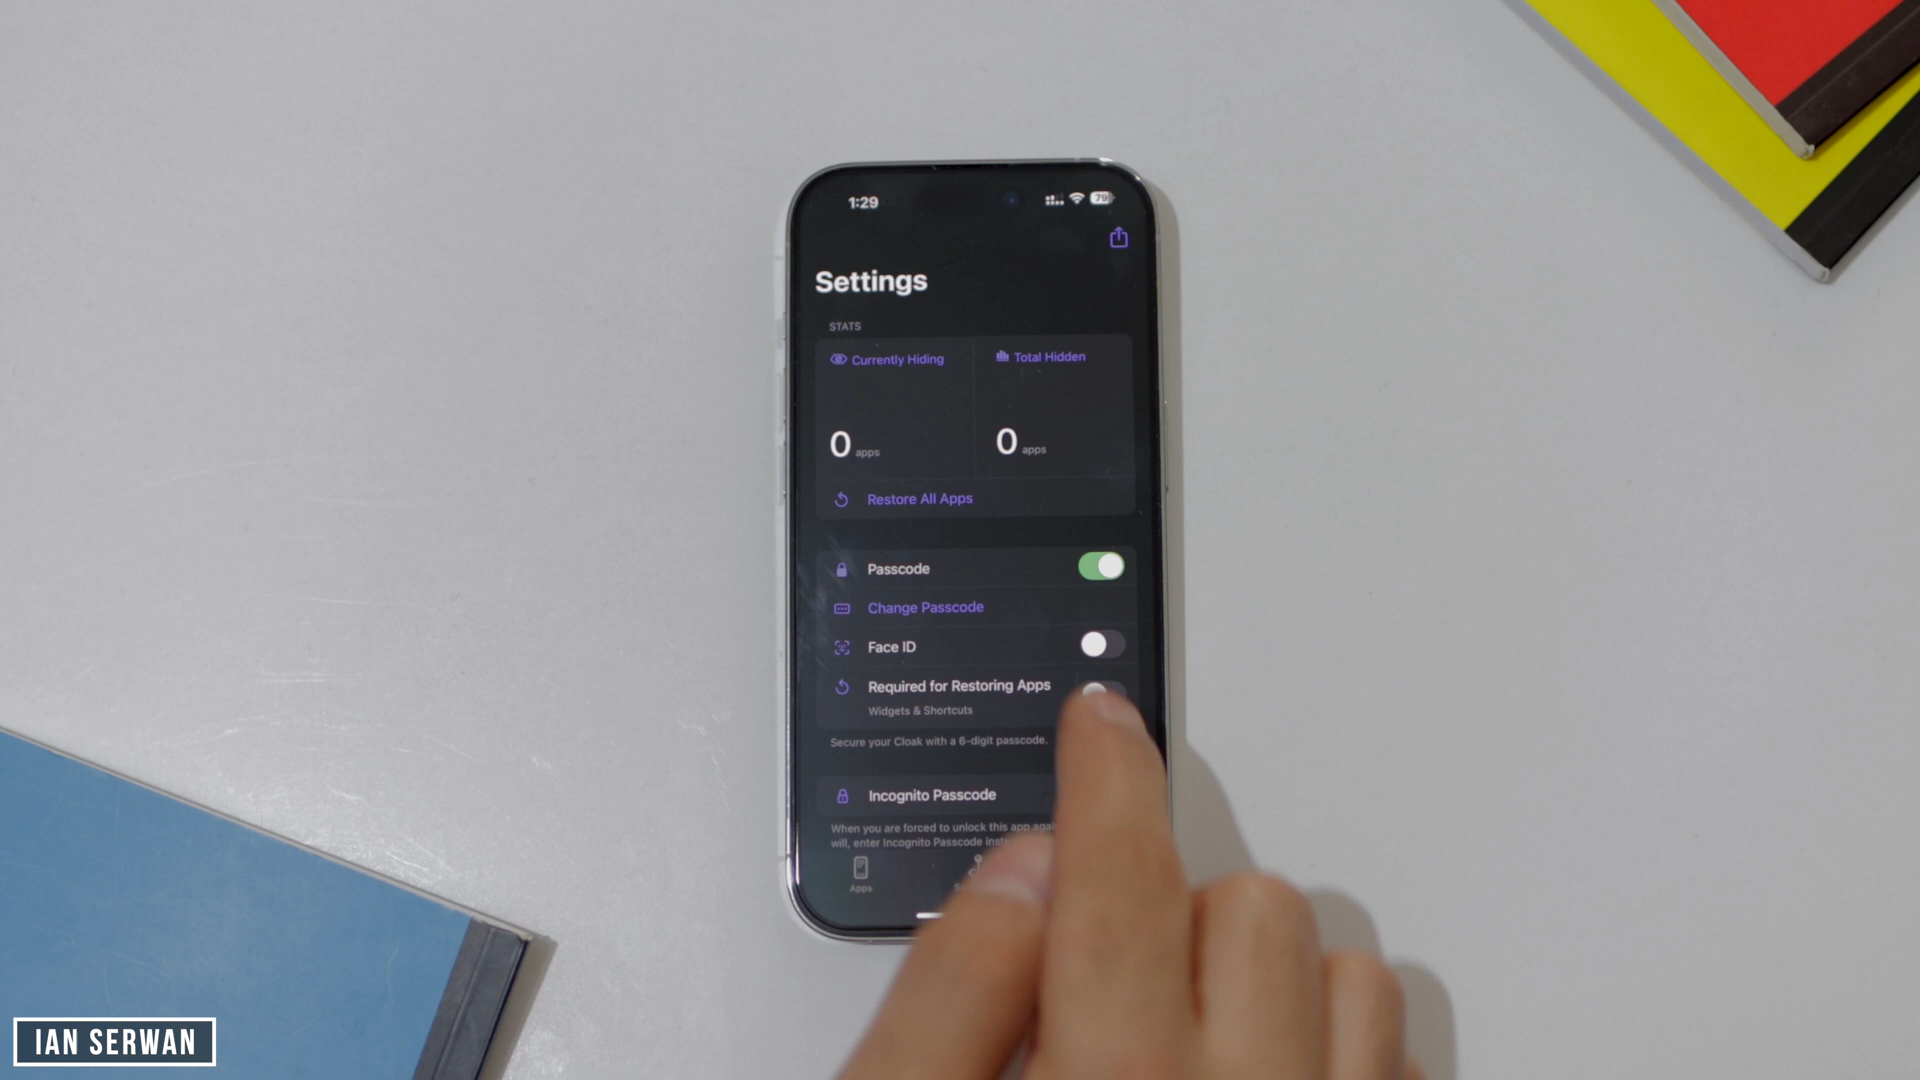 1:29
79
Settings
STATS
Currently Hiding
Total Hidden
0 apps
0 apps
Restore All Apps
Passcode
Change Passcode
Face ID
Required for Restoring Apps
Widgets & Shortcuts
Secure your Cloak with a 6-digit passcode.
Incognito Passcode
When you are forced to unlock this app
will, enter Incognito Passcode
Apps
IAN SERWAN